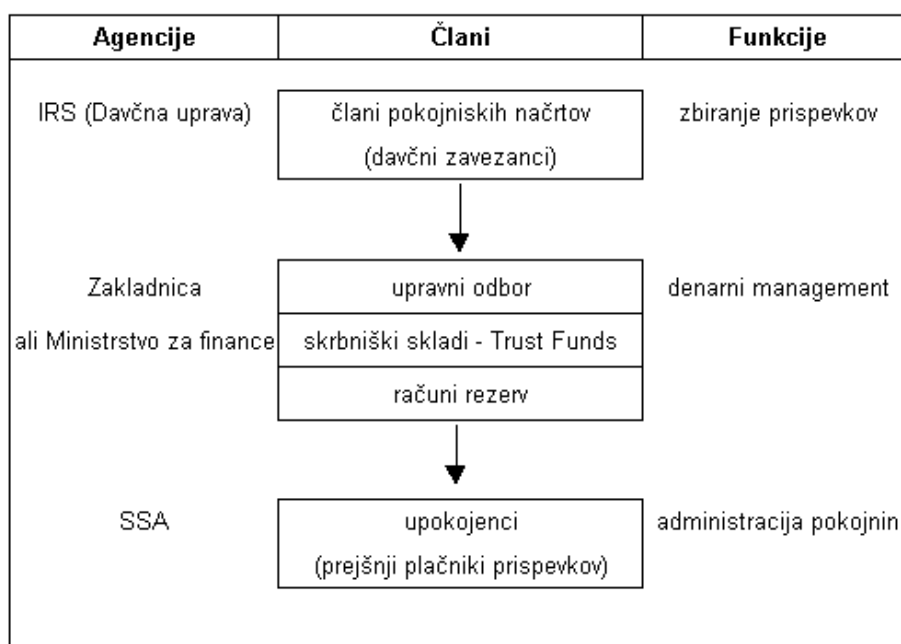 Agencije Člani Funkcije
IRS (Davčna uprava) člani pokojniskih načrtov zbiranje prispevkov
(davčni zavezanci)
Zakladnica upravni odbor denarni management
ali Ministrstvo za finance skrbniški skladi - Trust Funds
računi rezerv
SSA upokojenci administracija pokojnin
(prejšnji plačniki prispevkov)